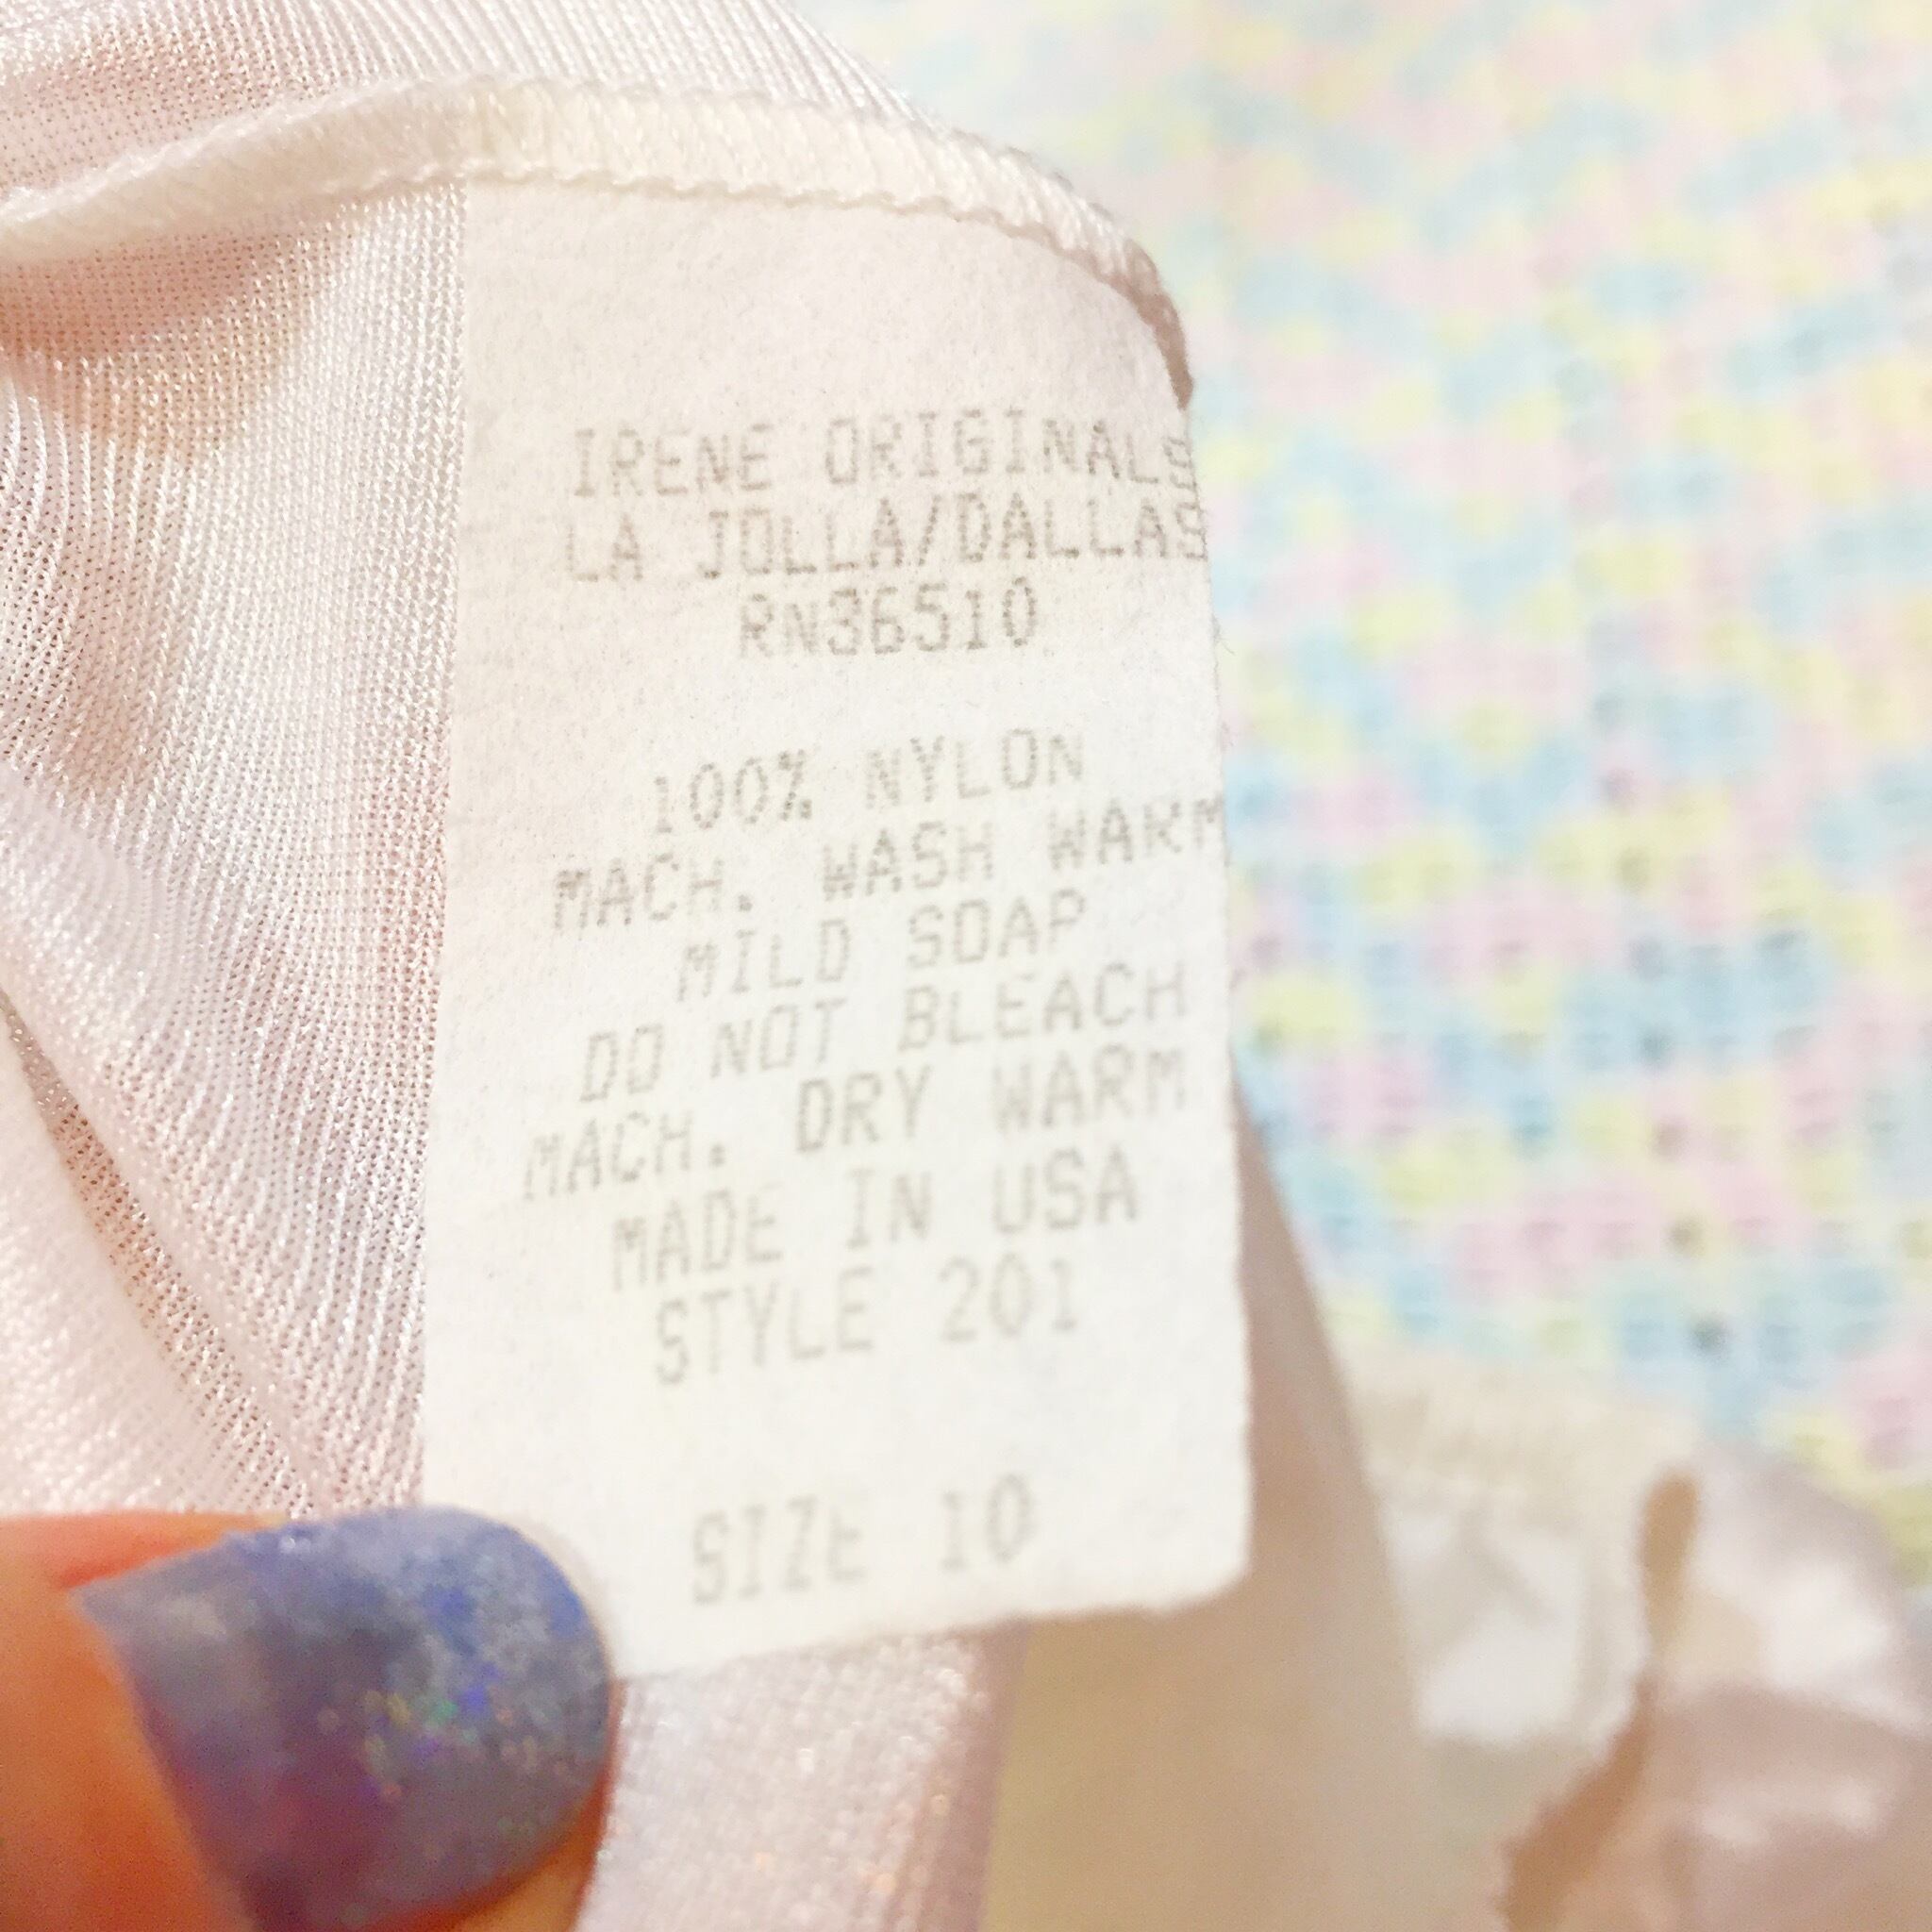 IRENE ORIGINALS
LA JOLLA/DALLAS
RN36510
100% NYLON
MACH. WASH WARM
MILD SOAP
DO NOT BLEACH
MACH. DRY WARM
MADE IN USA
STYLE 201
SIZE 10